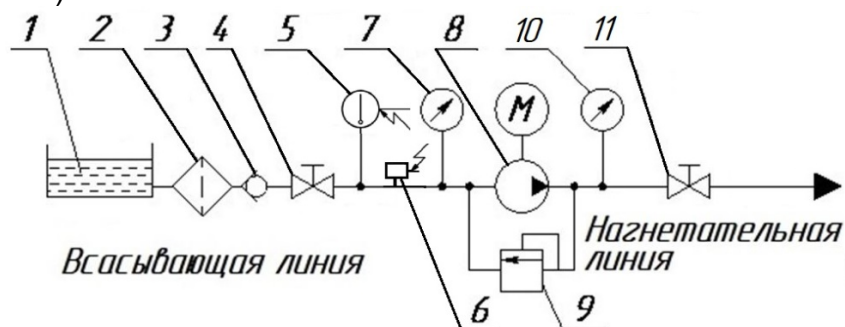 1 2 3 4 5 7 8 10 11
М
Всасывающая линия
Нагнетательная
линия
6 9